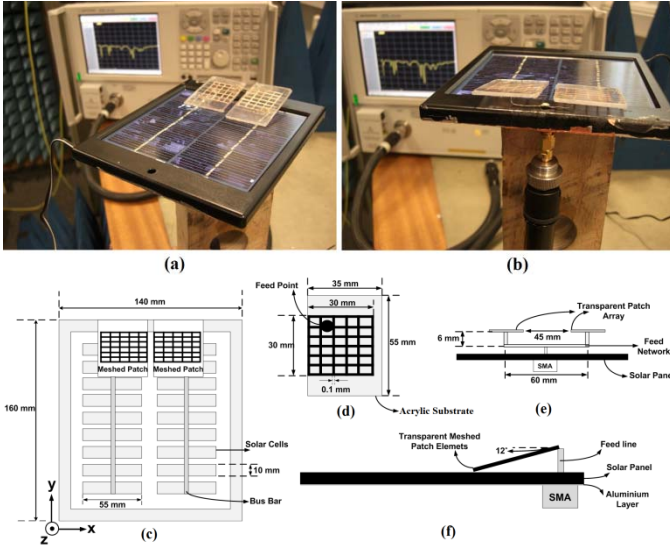 (a)
(b)
140 mm
160 mm
Meshed Patch
Meshed Patch
Solar Cells
10 mm
55 mm
Bus Bar
y
x
z
(c)
Feed Point
35 mm
30 mm
30 mm
55 mm
0.1 mm
(d)
Acrylic Substrate
Transparent Patch
Array
6 mm
45 mm
Feed
Network
Solar Panel
SMA
60 mm
(e)
Transparent Meshed
Patch Elemets
12°
Feed line
Solar Panel
Aluminium Layer
SMA
(f)